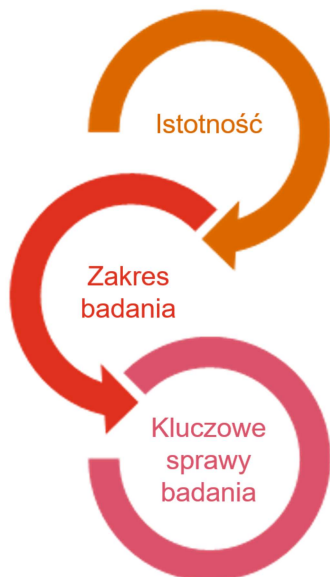 Istotność
Zakres
badania
Kluczowe
sprawy
badania